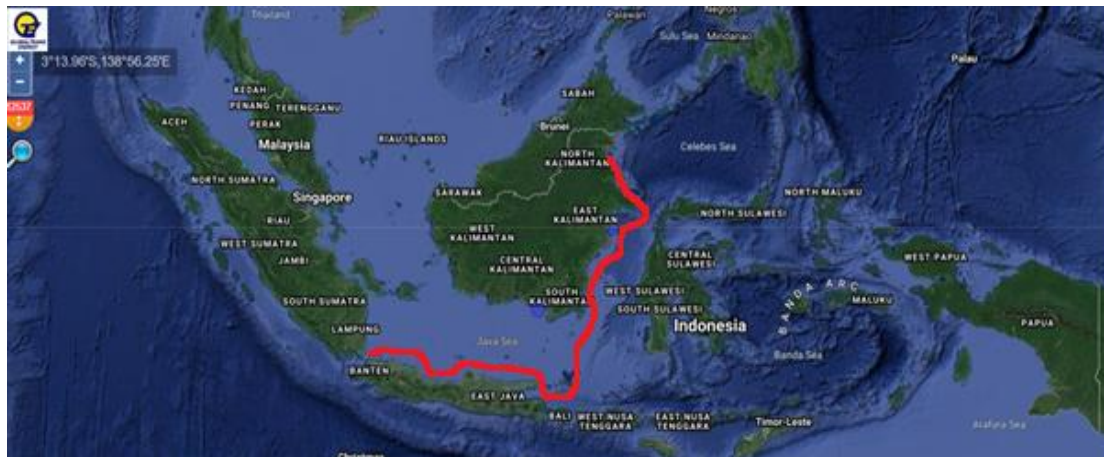 Thailand
Palawan
Negros
Sulu Sea
Mindanao
Palau
3°13.96'S,138°56.25'E
KEDAH
PENANG
TERENGGANU
SABAH
ACEH
PERAK
RIAU ISLANDS
Brunei
Malaysia
Celebes Sea
NORTH
KALIMANTAN
NORTH SUMATRA
SARAWAK
NORTH MALUKU
Singapore
RIAU
EAST
KALIMANTAN
NORTH SULAWESI
WEST
KALIMANTAN
WEST SUMATRA
JAMBI
CENTRAL
KALIMANTAN
CENTRAL
SULAWESI
WEST PAPUA
SOUTH SUMATRA
SOUTH
KALIMANTAN
WEST SULAWESI
SOUTH SULAWESI
BANDA ARC
MALUKU
LAMPUNG
Indonesia
PAPUA
Java Sea
Banda Sea
BANTEN
EAST JAVA
BALI
WEST NUSA
TENGGARA
EAST NUSA
TENGGARA
Timor-Leste
Arafura Sea
Christmas